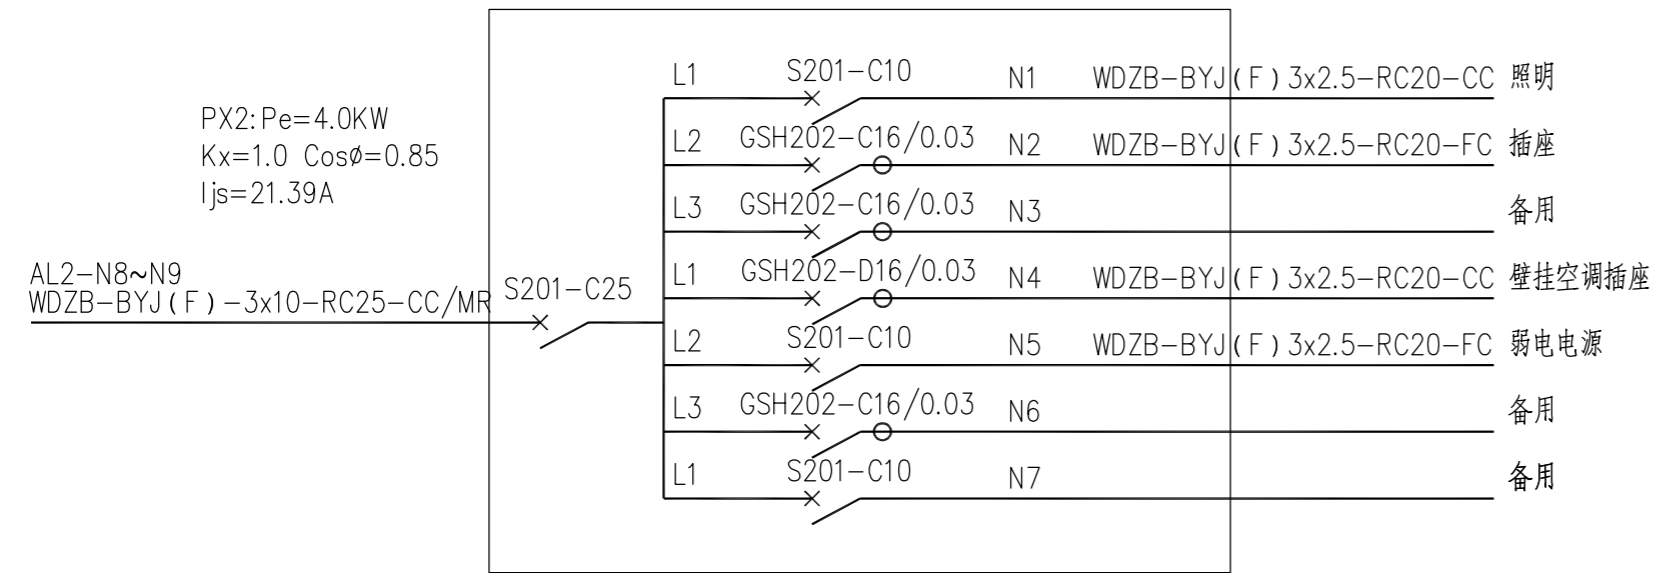 PX2:Pe=4.0KW
Kx=1.0 Cosø=0.85
Ijs=21.39A
AL2-N8~N9
WDZB-BYJ(F)-3x10-RC25-CC/MR
S201-C25
L1 S201-C10 N1 WDZB-BYJ(F)3x2.5-RC20-CC 照明
L2 GSH202-C16/0.03 N2 WDZB-BYJ(F)3x2.5-RC20-FC 插座
L3 GSH202-C16/0.03 N3 备用
L1 GSH202-D16/0.03 N4 WDZB-BYJ(F)3x2.5-RC20-CC 壁挂空调插座
L2 S201-C10 N5 WDZB-BYJ(F)3x2.5-RC20-FC 弱电电源
L3 GSH202-C16/0.03 N6 备用
L1 S201-C10 N7 备用